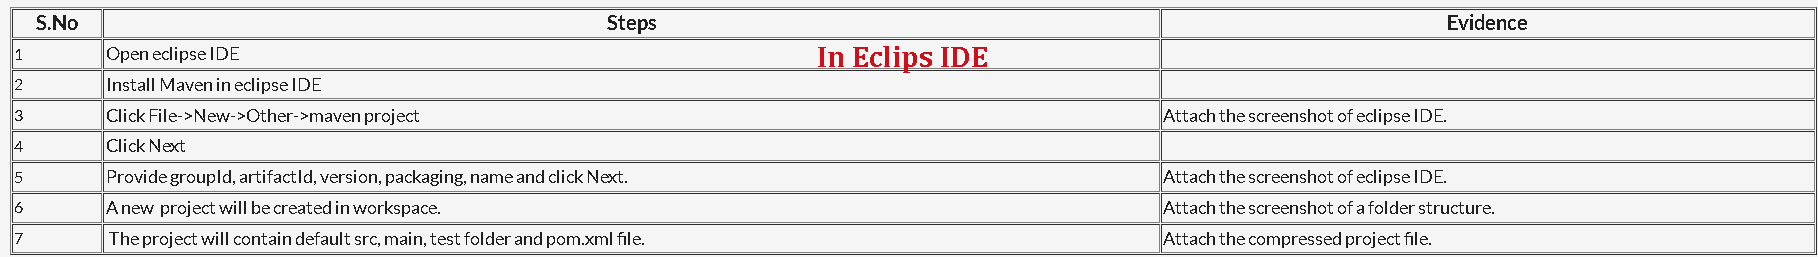 S.No Steps Evidence
1 Open eclipse IDE In Eclips IDE
2 Install Maven in eclipse IDE
3 Click File->New->Other->maven project Attach the screenshot of eclipse IDE.
4 Click Next
5 Provide groupId, artifactId, version, packaging, name and click Next. Attach the screenshot of eclipse IDE.
6 A new project will be created in workspace. Attach the screenshot of a folder structure.
7 The project will contain default src, main, test folder and pom.xml file. Attach the compressed project file.